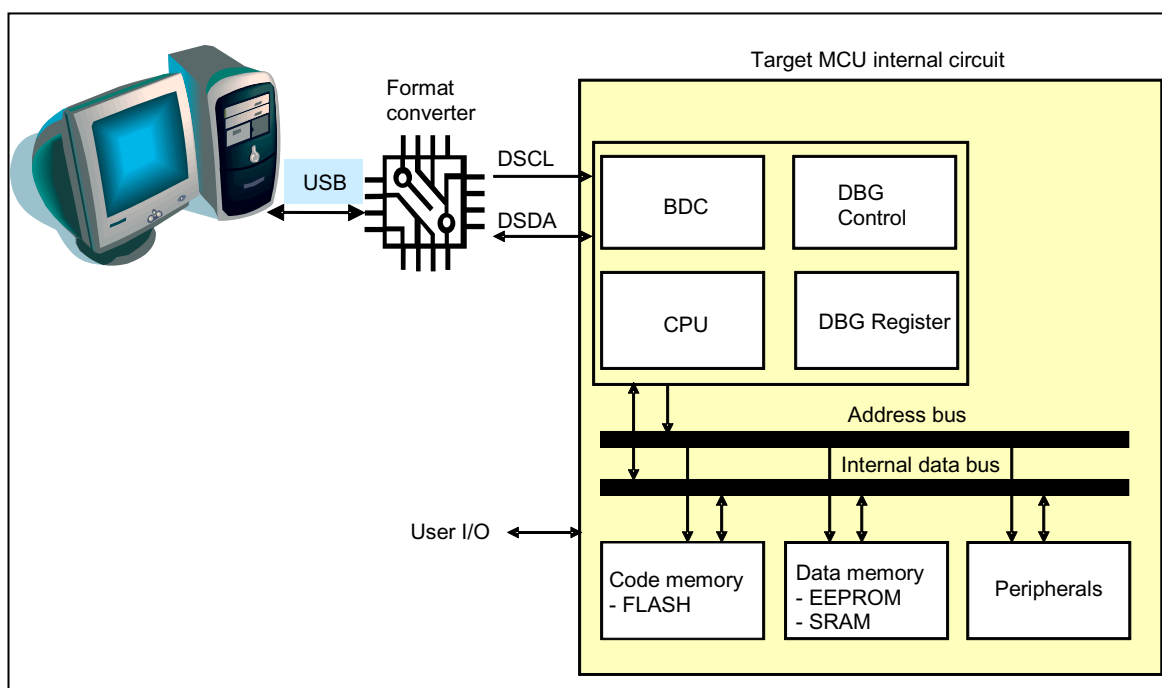 Target MCU internal circuit
Format
converter
USB
DSCL
DSDA
BDC
DBG
Control
CPU
DBG Register
Address bus
Internal data bus
User I/O
Code memory
- FLASH
Data memory
- EEPROM
- SRAM
Peripherals